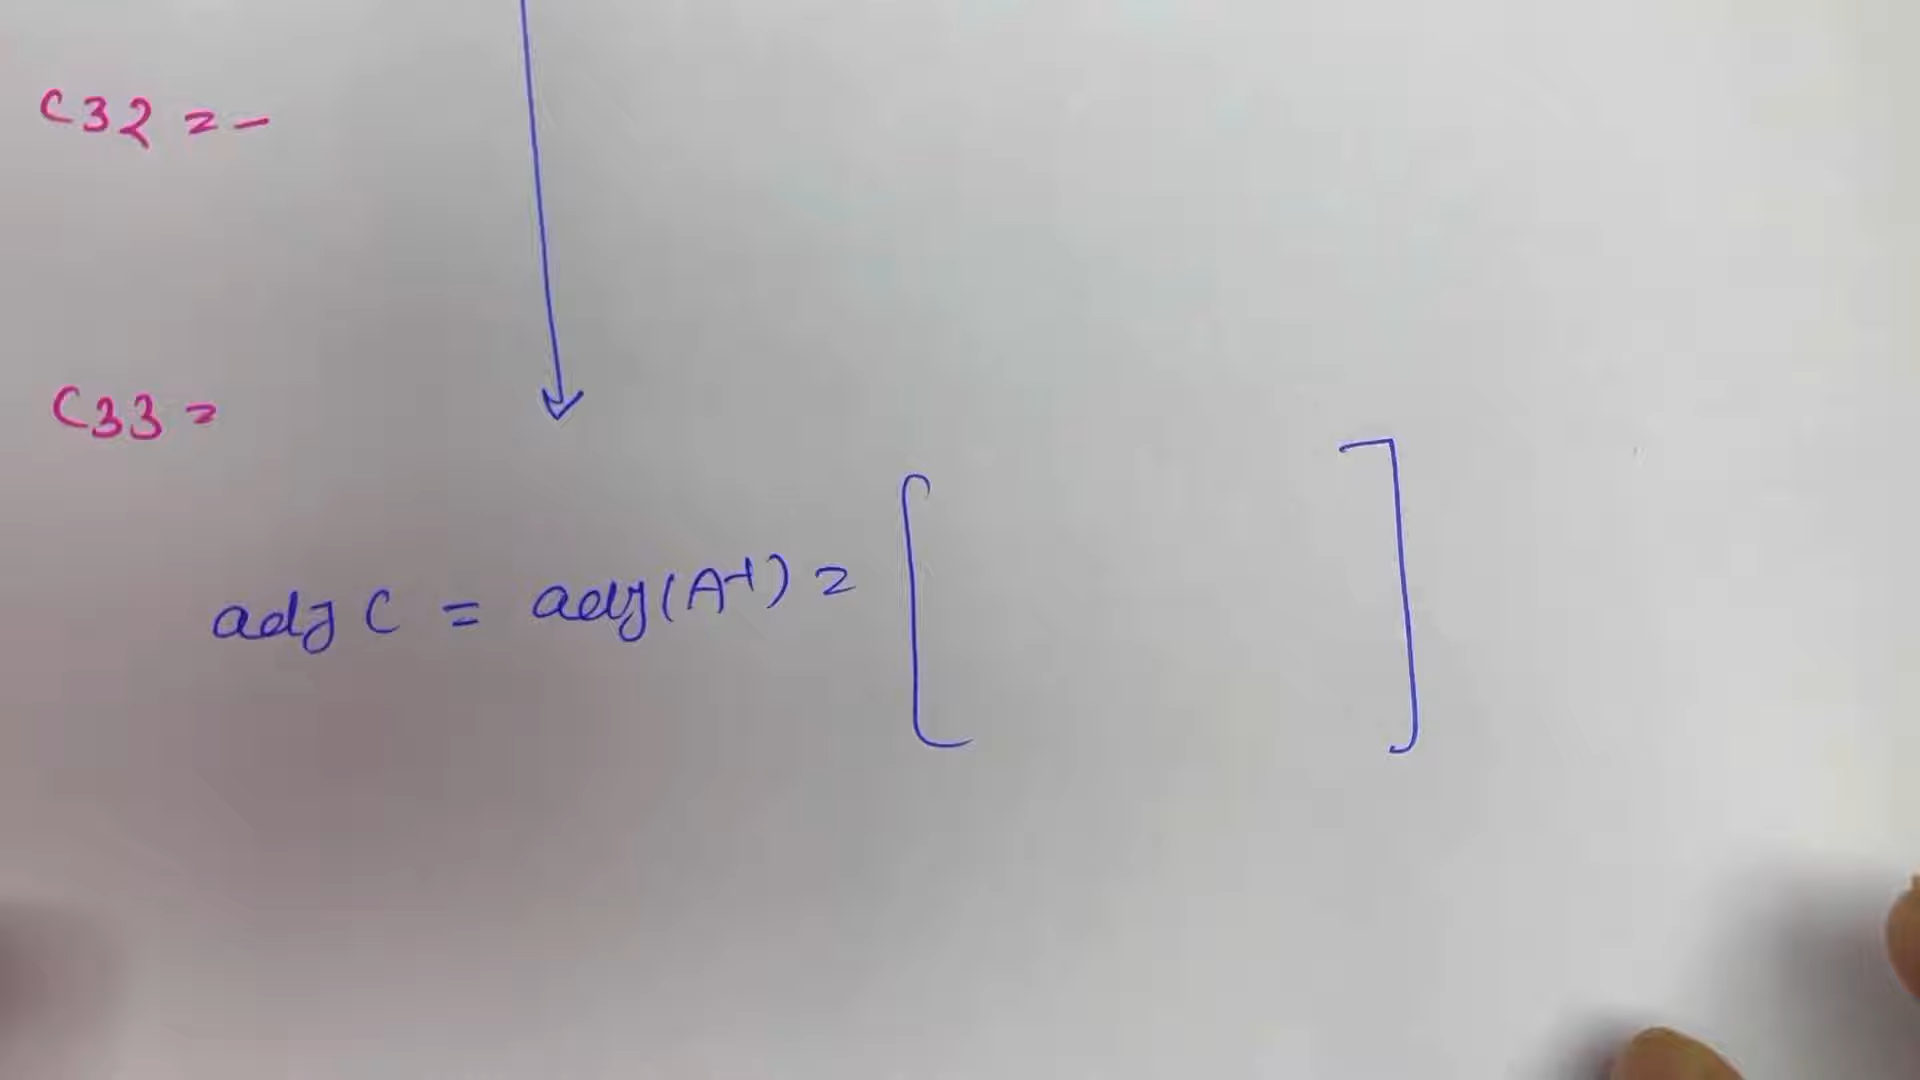 C32 = -
C33 =
adj C = adj(A-1) = [ ]